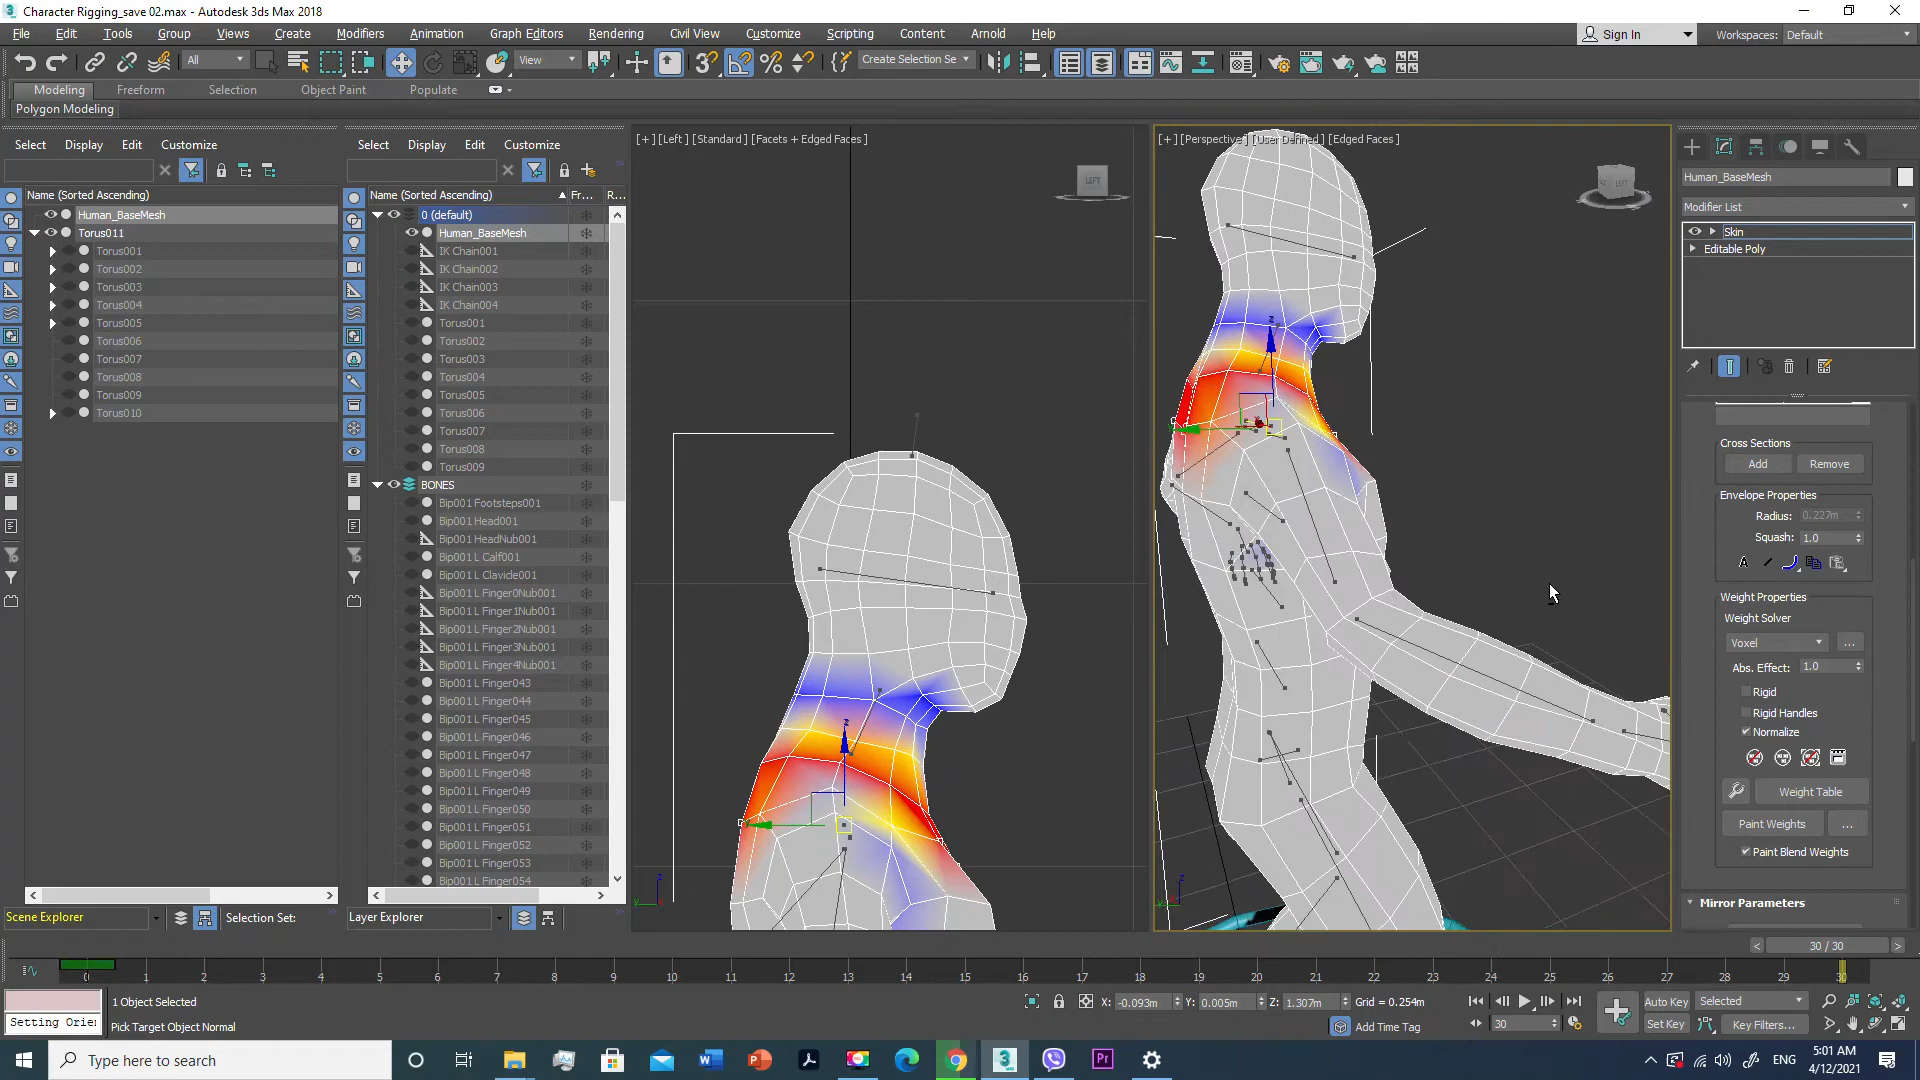 Character Rigging_save 02.max - Autodesk 3ds Max 2018
File Edit Tools Group Views Create Modifiers Animation Graph Editors Rendering Civil View Customize Scripting Content Arnold Help
Sign In Workspaces: Default
All View Create Selection Se
Modeling Freeform Selection Object Paint Populate
Polygon Modeling
Select Display Edit Customize
Name (Sorted Ascending)
Human_BaseMesh
Torus011
Torus001
Torus002
Torus003
Torus004
Torus005
Torus006
Torus007
Torus008
Torus009
Torus010
Scene Explorer Selection Set:
Select Display Edit Customize
Name (Sorted Ascending) Fr... R...
0 (default)
Human_BaseMesh
IK Chain001
IK Chain002
IK Chain003
IK Chain004
Torus001
Torus002
Torus003
Torus004
Torus005
Torus006
Torus007
Torus008
Torus009
BONES
Bip001 Footsteps001
Bip001 Head001
Bip001 HeadNub001
Bip001 L Calf001
Bip001 L Clavide001
Bip001 L Finger0Nub001
Bip001 L Finger1Nub001
Bip001 L Finger2Nub001
Bip001 L Finger3Nub001
Bip001 L Finger4Nub001
Bip001 L Finger043
Bip001 L Finger044
Bip001 L Finger045
Bip001 L Finger046
Bip001 L Finger047
Bip001 L Finger048
Bip001 L Finger049
Bip001 L Finger050
Bip001 L Finger051
Bip001 L Finger052
Bip001 L Finger053
Bip001 L Finger054
Layer Explorer
[+] [Left ] [Standard ] [Facets + Edged Faces ]
LEFT
[+] [Perspective ] [User Defined ] [Edged Faces ]
LEFT
Human_BaseMesh
Modifier List
Skin
Editable Poly
Cross Sections
Add Remove
Envelope Properties
Radius: 0.227m
Squash: 1.0
Weight Properties
Weight Solver
Voxel ...
Abs. Effect: 1.0
Rigid
Rigid Handles
Normalize
Weight Table
Paint Weights ...
Paint Blend Weights
Mirror Parameters
< 30 / 30 >
0 1 2 3 4 5 6 7 8 9 10 11 12 13 14 15 16 17 18 19 20 21 22 23 24 25 26 27 28 29 30
1 Object Selected X: -0.093m Y: 0.005m Z: 1.307m Grid = 0.254m Auto Key Selected
Setting Orien Pick Target Object Normal Add Time Tag 30 Set Key Key Filters...
Type here to search
ENG 5:01 AM
4/12/2021